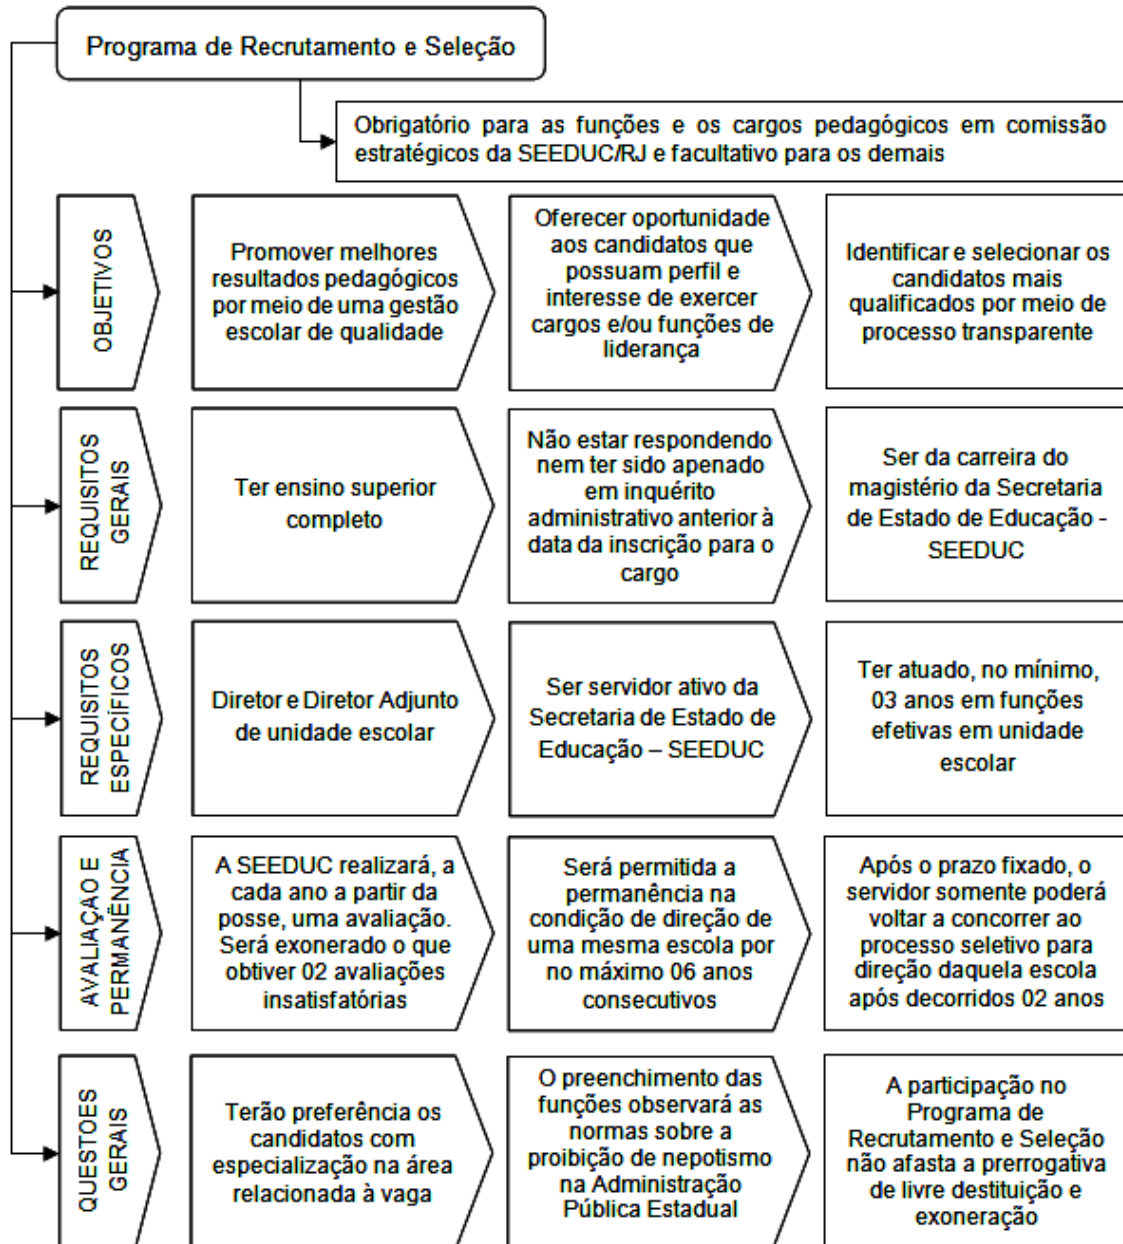 Programa de Recrutamento e Seleção
Obrigatório para as funções e os cargos pedagógicos em comissão
estratégicos da SEEDUC/RJ e facultativo para os demais
OBJETIVOS
Promover melhores
resultados pedagógicos
por meio de uma gestão
escolar de qualidade
Oferecer oportunidade
aos candidatos que
possuam perfil e
interesse de exercer
cargos e/ou funções de
liderança
Identificar e selecionar os
candidatos mais
qualificados por meio de
processo transparente
REQUISITOS
GERAIS
Ter ensino superior
completo
Não estar respondendo
nem ter sido apenado
em inquérito
administrativo anterior à
data da inscrição para o
cargo
Ser da carreira do
magistério da Secretaria
de Estado de Educação -
SEEDUC
REQUISITOS
ESPECÍFICOS
Diretor e Diretor Adjunto
de unidade escolar
Ser servidor ativo da
Secretaria de Estado de
Educação – SEEDUC
Ter atuado, no mínimo,
03 anos em funções
efetivas em unidade
escolar
AVALIAÇÃO E
PERMANÊNCIA
A SEEDUC realizará, a
cada ano a partir da
posse, uma avaliação.
Será exonerado o que
obtiver 02 avaliações
insatisfatórias
Será permitida a
permanência na
condição de direção de
uma mesma escola por
no máximo 06 anos
consecutivos
Após o prazo fixado, o
servidor somente poderá
voltar a concorrer ao
processo seletivo para
direção daquela escola
após decorridos 02 anos
QUESTOES
GERAIS
Terão preferência os
candidatos com
especialização na área
relacionada à vaga
O preenchimento das
funções observará as
normas sobre a
proibição de nepotismo
na Administração
Pública Estadual
A participação no
Programa de
Recrutamento e Seleção
não afasta a prerrogativa
de livre destituição e
exoneração